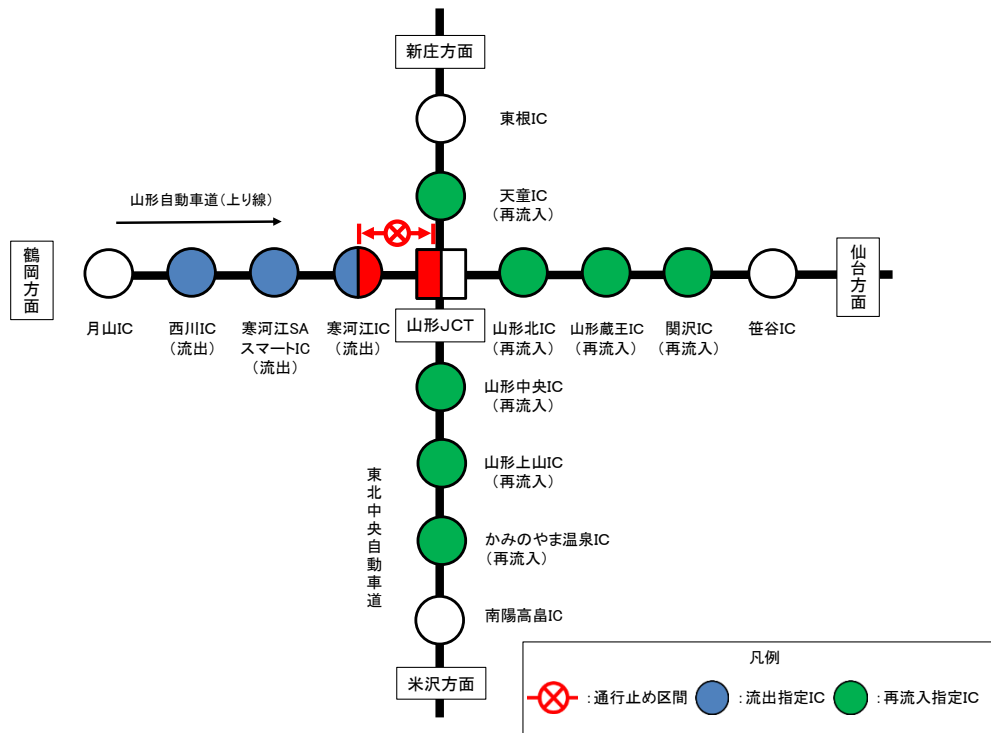 新庄方面
東根IC
天童IC
(再流入)
山形自動車道(上り線)
鶴岡方面
仙台方面
月山IC
西川IC
(流出)
寒河江SA
スマートIC
(流出)
寒河江IC
(流出)
山形JCT
山形北IC
(再流入)
山形蔵王IC
(再流入)
関沢IC
(再流入)
笹谷IC
山形中央IC
(再流入)
山形上山IC
(再流入)
東北中央自動車道
かみのやま温泉IC
(再流入)
南陽高畠IC
米沢方面
凡例
:通行止め区間
:流出指定IC
:再流入指定IC